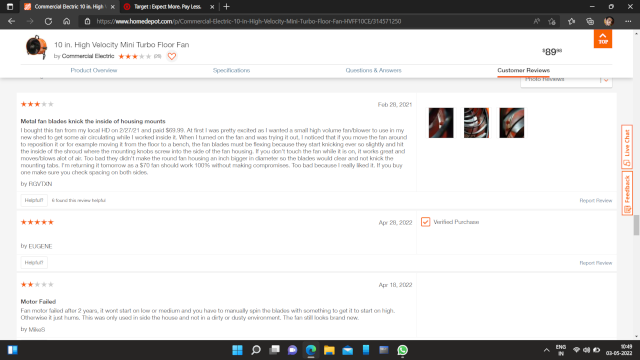 Commercial Electric 10 in. High V
Target : Expect More. Pay Less.
https://www.homedepot.com/p/Commercial-Electric-10-in-High-Velocity-Mini-Turbo-Floor-Fan-HVFF10CE/314571250
10 in. High Velocity Mini Turbo Floor Fan
by Commercial Electric
$89
TOP
Product Overview
Specifications
Questions & Answers
Customer Reviews
Photo Reviews
Feb 28, 2021
Metal fan blades knick the inside of housing mounts
I bought this fan from my local HD on 2/27/21 and paid $69.99. At first I was pretty excited as I wanted a small high volume fan/blower to use in my
new shed to get some air circulating while I worked inside it. When I turned on the fan and was trying it out, I noticed that if you move the fan around
to reposition it or for example moving it from the floor to a bench, the fan blades must be flexing because they start knicking ever so slightly and hit
the inside of the shroud where the mounting knobs screw into the side of the fan housing. If you don't touch the fan while it is on, it works great and
moves/blows alot of air. Too bad they didn't make the round fan housing an inch bigger in diameter so the blades would clear and not knick the
mounting tabs. I'm returning it tomorrow as a $70 fan should work 100% without making compromises. Too bad because I really liked it. If you buy
one make sure you check spacing on both sides.
by RGVTXN
Helpful?
6 found this review helpful
Report Review
Live Chat
Feedback
Apr 26, 2022
Verified Purchase
by EUGENE
Helpful?
Report Review
Apr 18, 2022
Motor Failed
Fan motor failed after 2 years, it wont start on low or medium and you have to manually spin the blades with something to get it to start on high.
Otherwise it just hums. This was only used in side the house and not in a dirty or dusty environment. The fan still looks brand new.
by MikeS
ENG
IN
10:49
03-05-2022